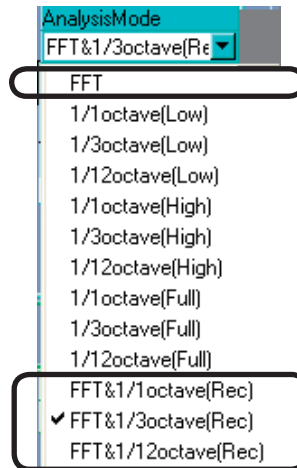 AnalysisMode
FFT&1/3octave(Re
FFT
1/1octave(Low)
1/3octave(Low)
1/12octave(Low)
1/1octave(High)
1/3octave(High)
1/12octave(High)
1/1octave(Full)
1/3octave(Full)
1/12octave(Full)
FFT&1/1octave(Rec)
✓ FFT&1/3octave(Rec)
FFT&1/12octave(Rec)